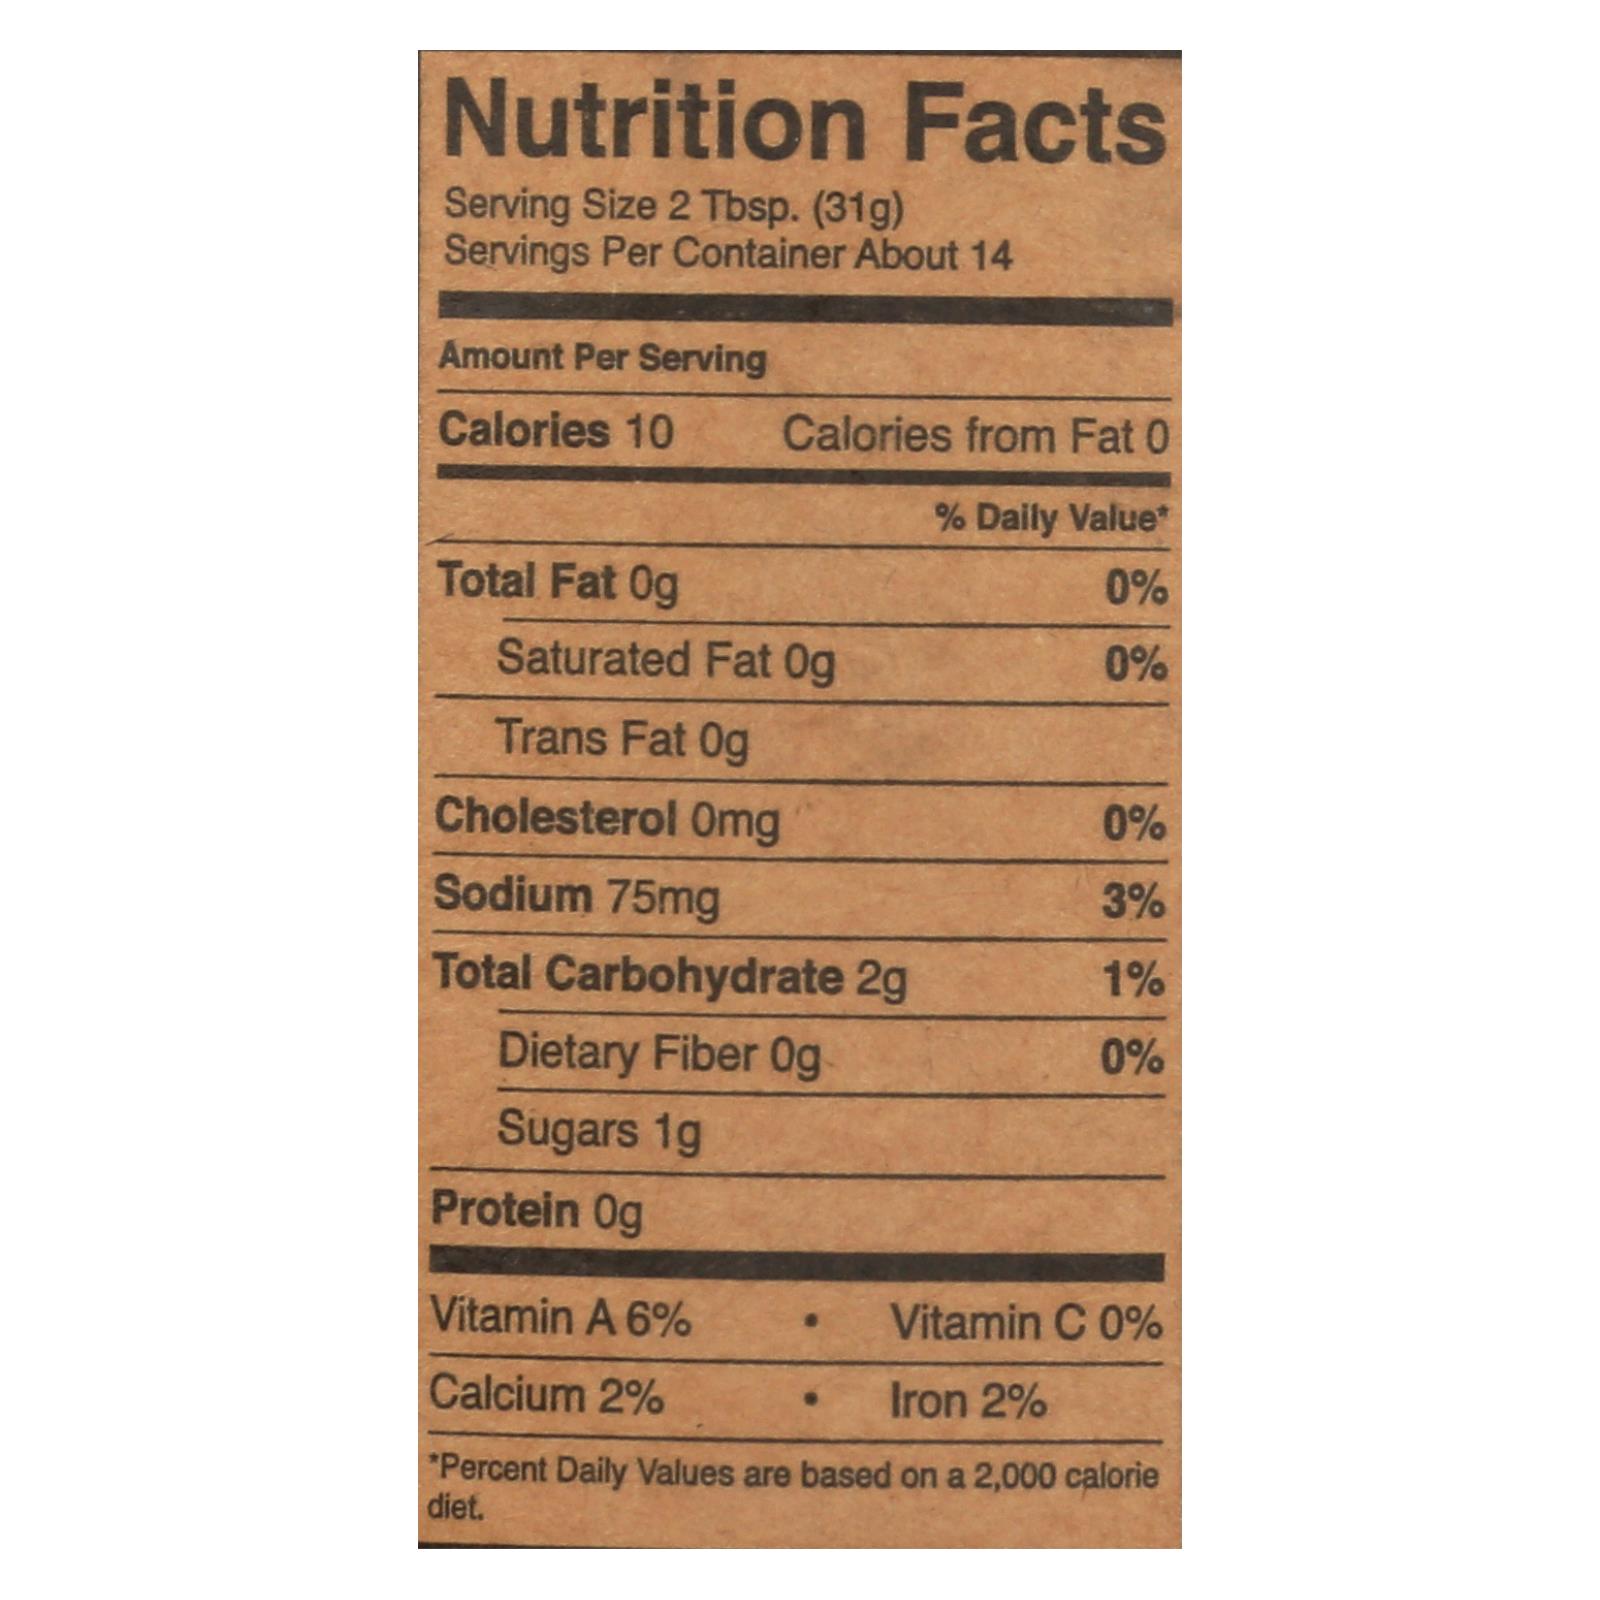 Nutrition Facts
Serving Size 2 Tbsp. (31g)
Servings Per Container About 14
Amount Per Serving
Calories 10 Calories from Fat 0
% Daily Value*
Total Fat 0g 0%
Saturated Fat 0g 0%
Trans Fat 0g
Cholesterol 0mg 0%
Sodium 75mg 3%
Total Carbohydrate 2g 1%
Dietary Fiber 0g 0%
Sugars 1g
Protein 0g
Vitamin A 6% • Vitamin C 0%
Calcium 2% • Iron 2%
*Percent Daily Values are based on a 2,000 calorie
diet.